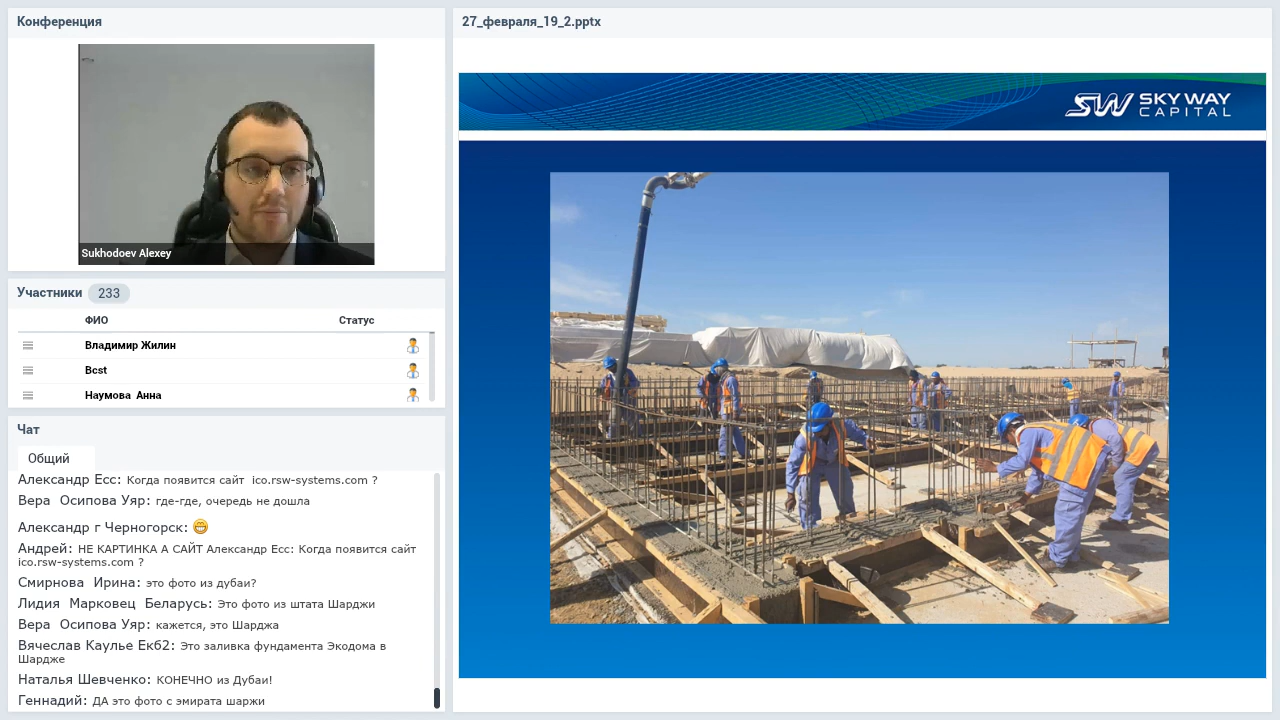 Конференция
Sukhodoev Alexey
Участники 233
ФИО Статус
Владимир Жилин
Bcst
Наумова Анна
Чат
Общий
Александр Есс: Когда появится сайт ico.rsw-systems.com ?
Вера Осипова Уяр: где-где, очередь не дошла
Александр г Черногорск:
Андрей: НЕ КАРТИНКА А САЙТ Александр Есс: Когда появится сайт
ico.rsw-systems.com ?
Смирнова Ирина: это фото из дубаи?
Лидия Марковец Беларусь: Это фото из штата Шарджи
Вера Осипова Уяр: кажется, это Шарджа
Вячеслав Каулье Екб2: Это заливка фундамента Экодома в
Шардже
Наталья Шевченко: КОНЕЧНО из Дубаи!
Геннадий: ДА это фото с эмирата шаржи
27_февраля_19_2.pptx
SW SKY WAY
CAPITAL